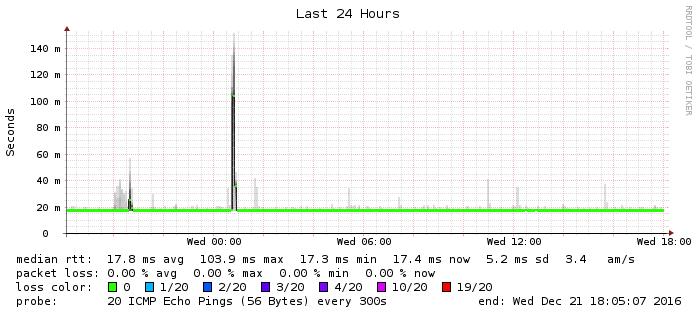 Last 24 Hours
RRDTOOL / TOBI OETIKER
Seconds
140 m
120 m
100 m
80 m
60 m
40 m
20 m
0
Wed 00:00 Wed 06:00 Wed 12:00 Wed 18:00
median rtt: 17.8 ms avg 103.9 ms max 17.3 ms min 17.4 ms now 5.2 ms sd 3.4 am/s
packet loss: 0.00 % avg 0.00 % max 0.00 % min 0.00 % now
loss color: 0 1/20 2/20 3/20 4/20 10/20 19/20
probe: 20 ICMP Echo Pings (56 Bytes) every 300s end: Wed Dec 21 18:05:07 2016